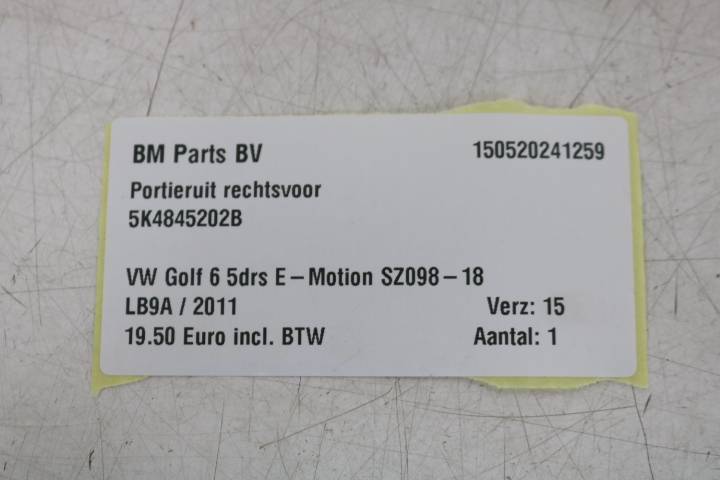 BM Parts BV 150520241259
Portieruit rechtsvoor
5K4845202B
VW Golf 6 5drs E-Motion SZ098-18
LB9A / 2011 Verz: 15
19.50 Euro incl. BTW Aantal: 1